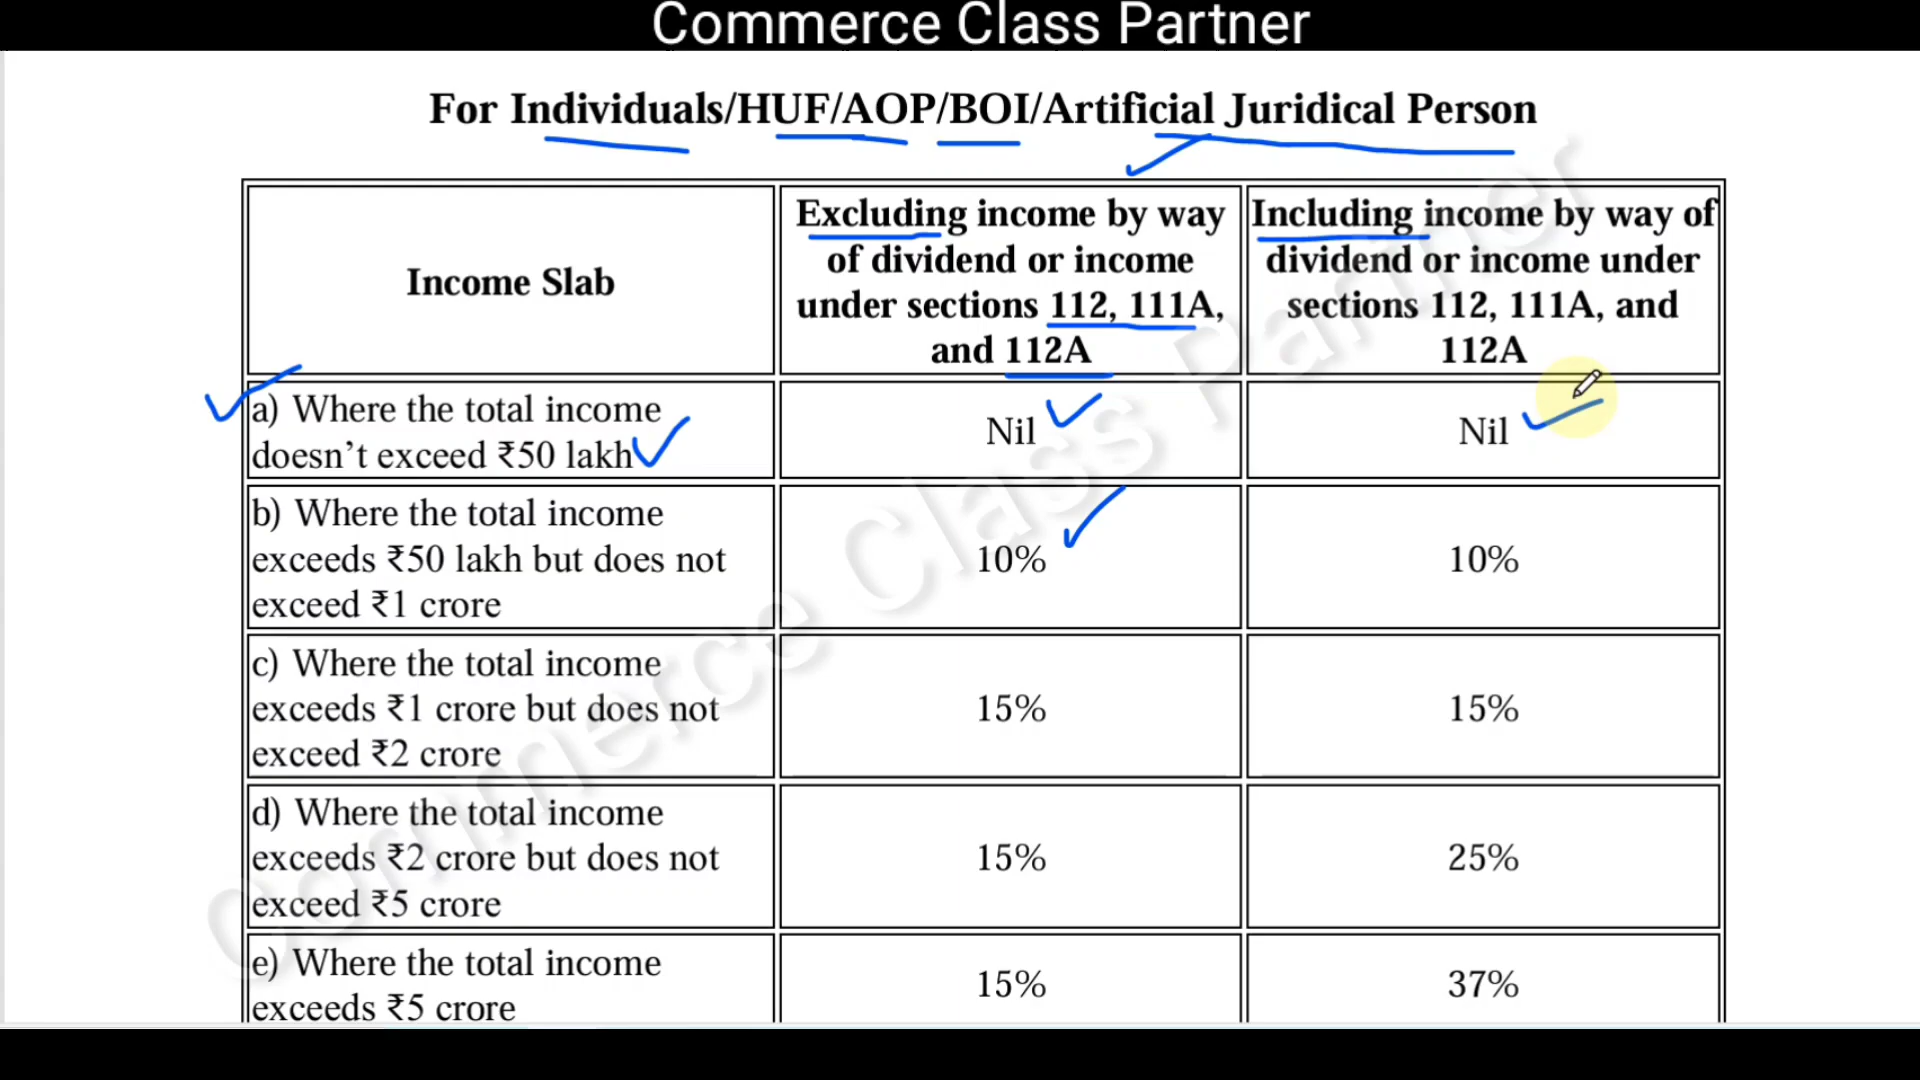 Commerce Class Partner
For Individuals/HUF/AOP/BOI/Artificial Juridical Person
Income Slab
Excluding income by way
of dividend or income
under sections 112, 111A,
and 112A
Including income by way of
dividend or income under
sections 112, 111A, and
112A
a) Where the total income
doesn’t exceed ₹50 lakh
Nil
Nil
b) Where the total income
exceeds ₹50 lakh but does not
exceed ₹1 crore
10%
10%
c) Where the total income
exceeds ₹1 crore but does not
exceed ₹2 crore
15%
15%
d) Where the total income
exceeds ₹2 crore but does not
exceed ₹5 crore
15%
25%
e) Where the total income
exceeds ₹5 crore
15%
37%
Commerce Class Partner